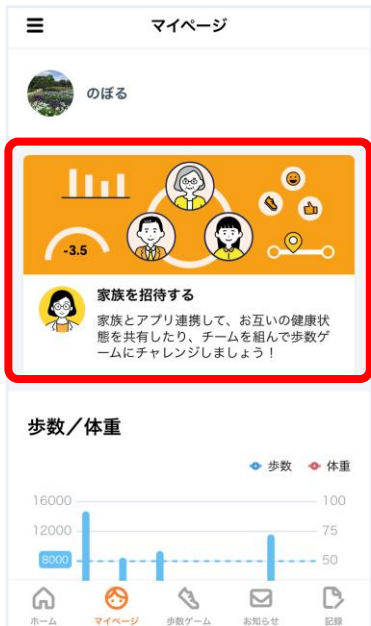 マイページ
のぼる
-3.5
家族を招待する
家族とアプリ連携して、お互いの健康状
態を共有したり、チームを組んで歩数ゲ
ームにチャレンジしましょう！
歩数／体重
歩数 体重
16000 100
12000 75
8000 50
ホーム マイページ 歩数ゲーム お知らせ 記録